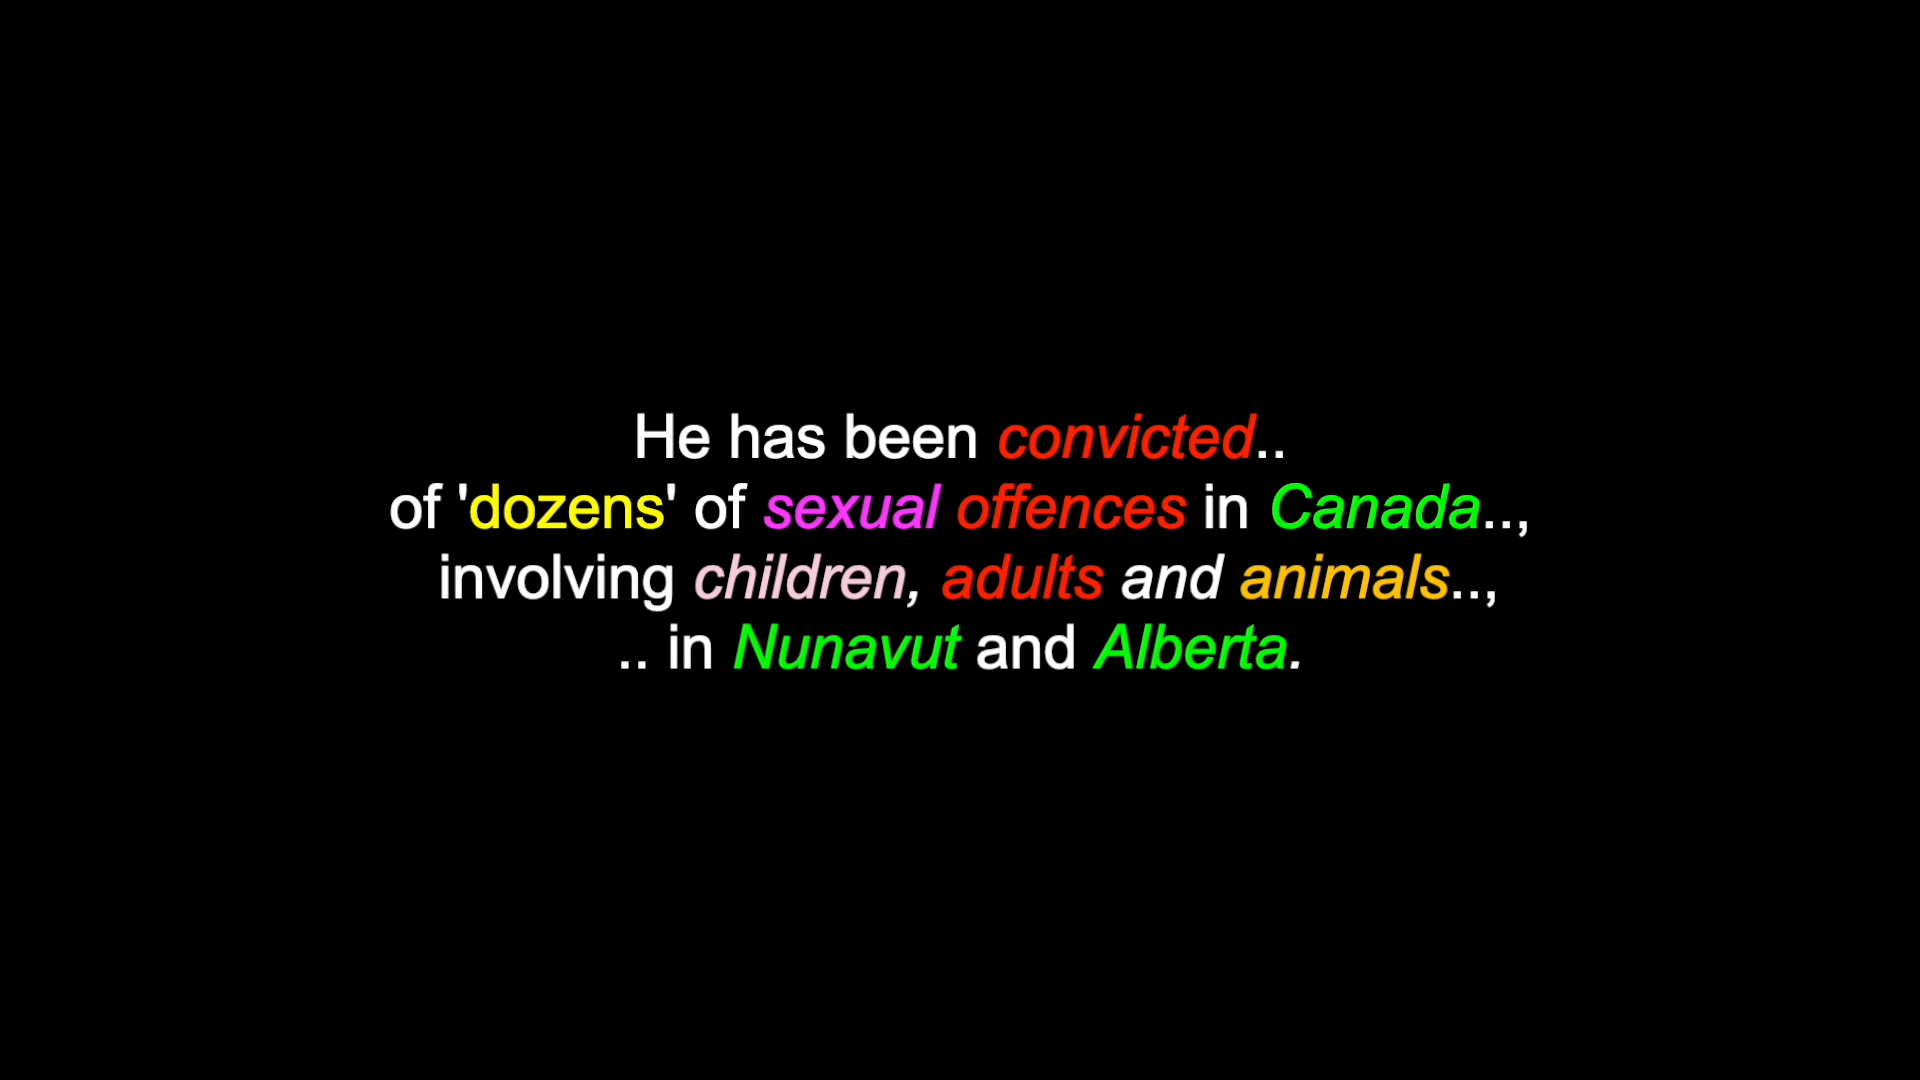 He has been convicted..
of 'dozens' of sexual offences in Canada..,
involving children, adults and animals..,
.. in Nunavut and Alberta.